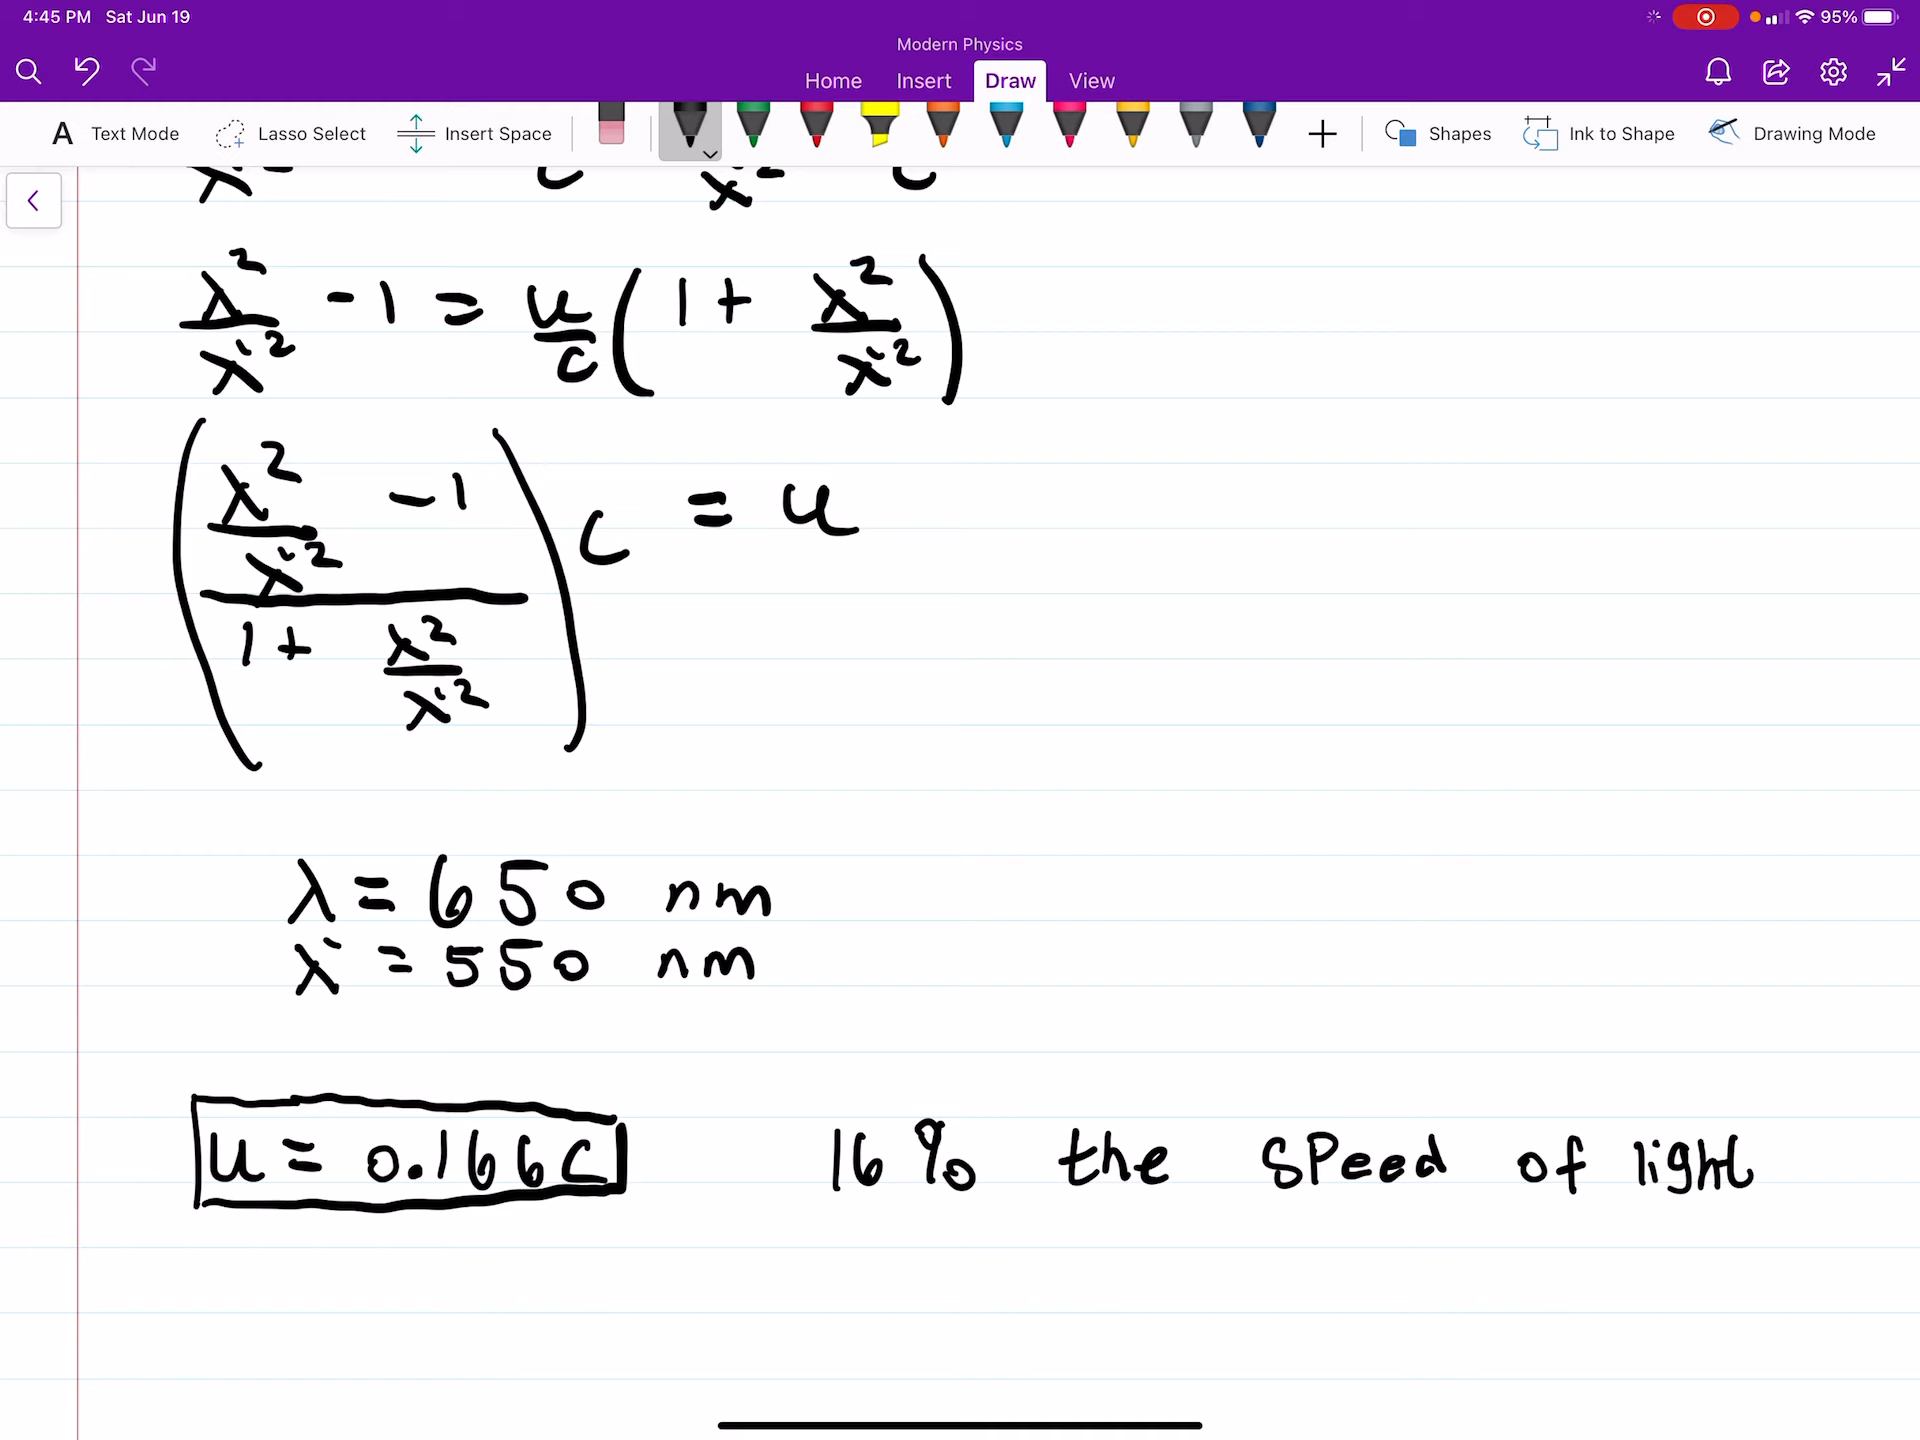 4:45 PM Sat Jun 19
95%
Modern Physics
Home Insert Draw View
A Text Mode Lasso Select Insert Space Shapes Ink to Shape Drawing Mode
λ²/λ'² - 1 = u/c (1 + λ²/λ'²)
((λ²/λ'² - 1)/(1 + λ²/λ'²)) c = u
λ = 650 nm
λ' = 550 nm
u = 0.166c 16% the speed of light